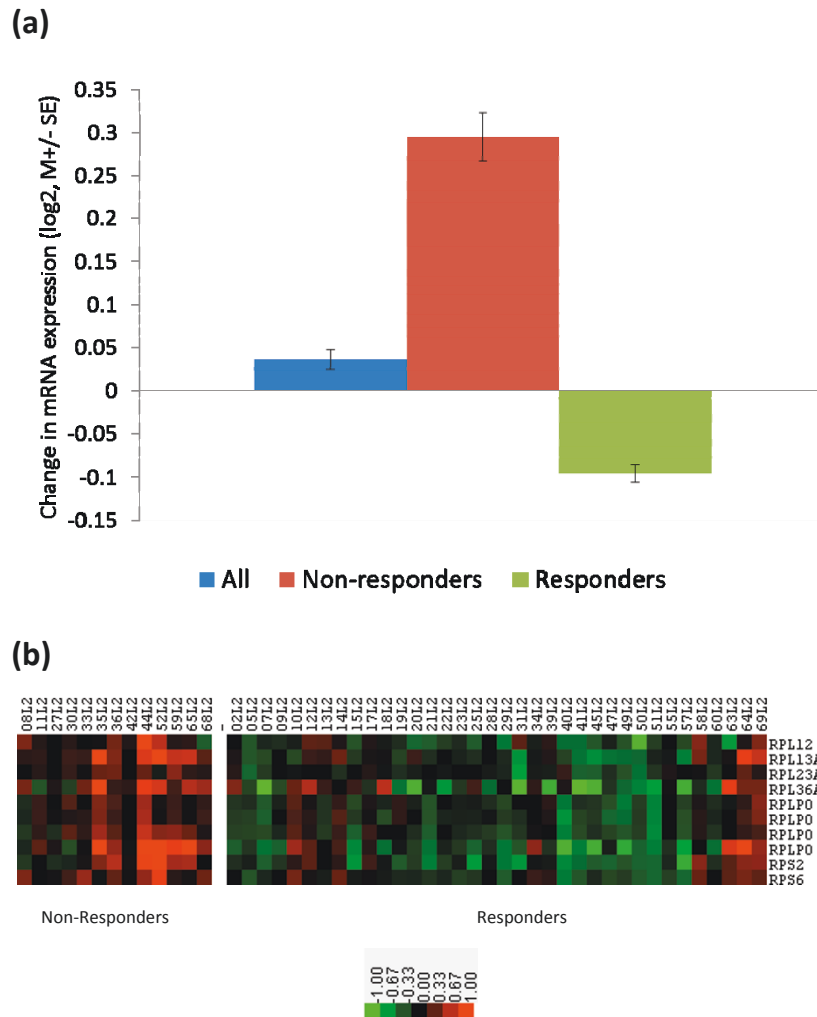 (a)
Change in mRNA expression (log2, M+/- SE)
0.35
0.3
0.25
0.2
0.15
0.1
0.05
0
-0.05
-0.1
-0.15
All Non-responders Responders
(b)
08L2 11L2 27L2 30L2 33L2 35L2 36L2 42L2 44L2 52L2 59L2 65L2 68L2
02L2 05L2 07L2 09L2 10L2 12L2 13L2 14L2 15L2 17L2 18L2 19L2 20L2 21L2 22L2 23L2 25L2 28L2 29L2 31L2 34L2 39L2 40L2 41L2 45L2 47L2 49L2 50L2 51L2 55L2 57L2 58L2 60L2 63L2 64L2 69L2
RPL12
RPL13A
RPL23A
RPL36A
RPLP0
RPLP0
RPLP0
RPLP0
RPS2
RPS6
Non-Responders
Responders
-1.00 -0.67 -0.33 0.00 0.33 0.67 1.00